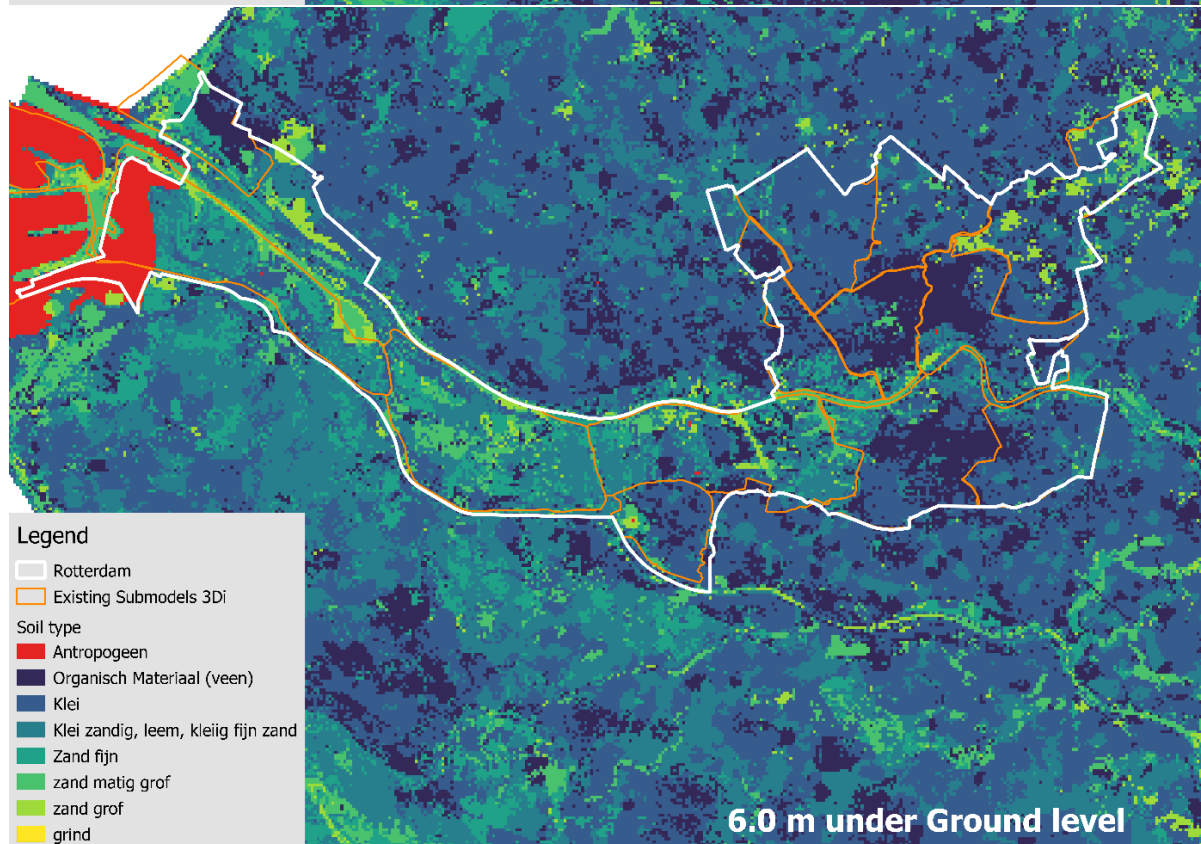 Legend
Rotterdam
Existing Submodels 3Di
Soil type
Antropogeen
Organisch Materiaal (veen)
Klei
Klei zandig, leem, kleiig fijn zand
Zand fijn
zand matig grof
zand grof
grind
6.0 m under Ground level